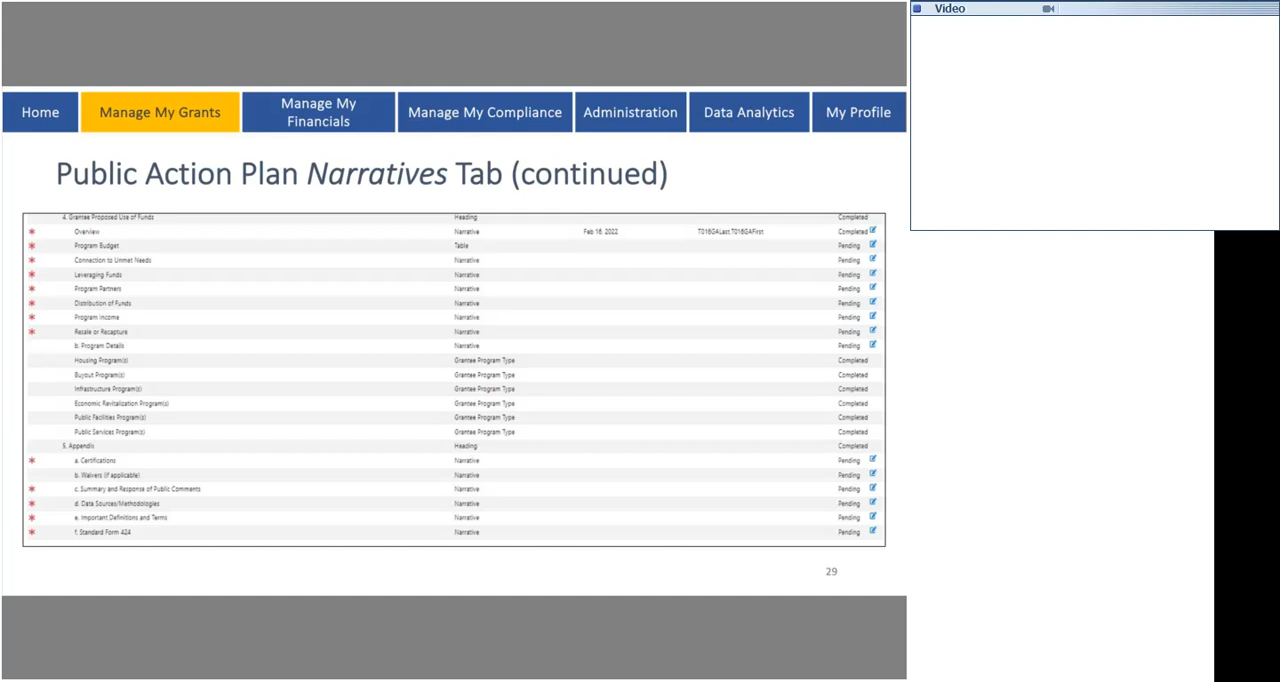 Video
Home Manage My Grants Manage My Financials Manage My Compliance Administration Data Analytics My Profile
Public Action Plan Narratives Tab (continued)
4. Grantee Proposed Use of Funds Heading Completed
* Overview Narrative Feb 16, 2022 T016GALast.T016GAFirst Completed
* Program Budget Table Pending
* Connection to Unmet Needs Narrative Pending
* Leveraging Funds Narrative Pending
* Program Partners Narrative Pending
* Distribution of Funds Narrative Pending
* Program Income Narrative Pending
* Resale or Recapture Narrative Pending
b. Program Details Narrative Pending
Housing Program(s) Grantee Program Type Completed
Buyout Program(s) Grantee Program Type Completed
Infrastructure Program(s) Grantee Program Type Completed
Economic Revitalization Program(s) Grantee Program Type Completed
Public Facilities Program(s) Grantee Program Type Completed
Public Services Program(s) Grantee Program Type Completed
5. Appendix Heading Completed
* a. Certifications Narrative Pending
b. Waivers (if applicable) Narrative Pending
* c. Summary and Response of Public Comments Narrative Pending
* d. Data Sources/Methodologies Narrative Pending
* e. Important Definitions and Terms Narrative Pending
* f. Standard Form 424 Narrative Pending
29